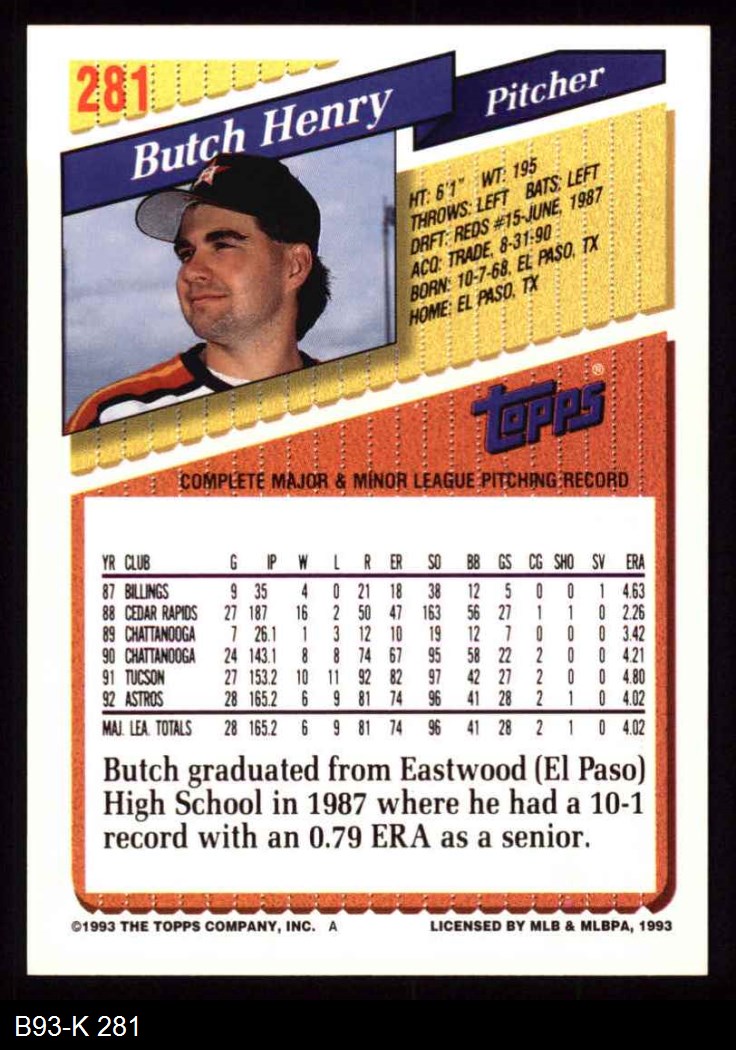 281
Butch Henry
Pitcher
HT: 6'1" WT: 195
THROWS: LEFT BATS: LEFT
DRFT: REDS #15-JUNE, 1987
ACQ: TRADE, 8-31-90
BORN: 10-7-68, EL PASO, TX
HOME: EL PASO, TX
TOPPS®
COMPLETE MAJOR & MINOR LEAGUE PITCHING RECORD
YR CLUB G IP W L R ER SO BB GS CG SHO SV ERA
87 BILLINGS 9 35 4 0 21 18 38 12 5 0 0 1 4.63
88 CEDAR RAPIDS 27 187 16 2 50 47 163 56 27 1 1 0 2.26
89 CHATTANOOGA 7 26.1 1 3 12 10 19 12 7 0 0 0 3.42
90 CHATTANOOGA 24 143.1 8 8 74 67 95 58 22 2 0 0 4.21
91 TUCSON 27 153.2 10 11 92 82 97 42 27 2 0 0 4.80
92 ASTROS 28 165.2 6 9 81 74 96 41 28 2 1 0 4.02
MAJ. LEA. TOTALS 28 165.2 6 9 81 74 96 41 28 2 1 0 4.02
Butch graduated from Eastwood (El Paso)
High School in 1987 where he had a 10-1
record with an 0.79 ERA as a senior.
©1993 THE TOPPS COMPANY, INC. A LICENSED BY MLB & MLBPA, 1993
B93-K 281